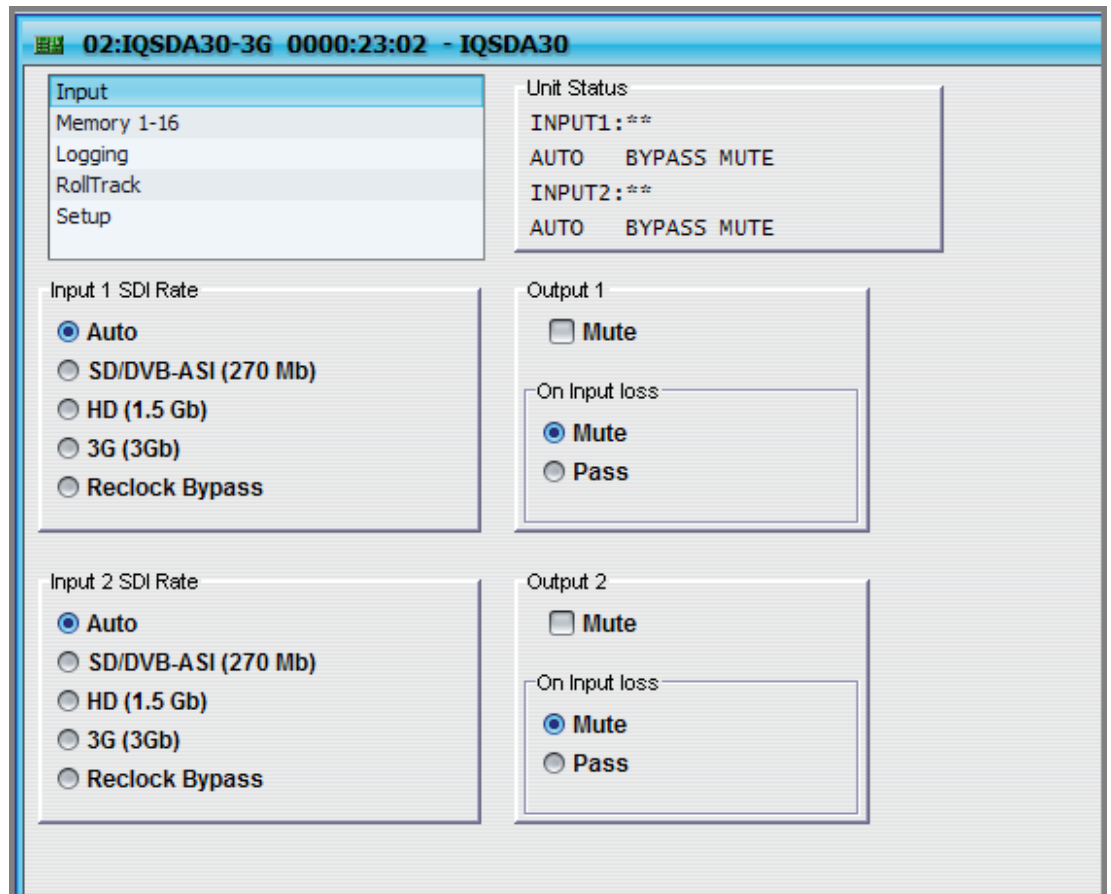 02:IQSDA30-3G 0000:23:02 - IQSDA30
Input
Memory 1-16
Logging
RollTrack
Setup
Unit Status
INPUT1:**
AUTO BYPASS MUTE
INPUT2:**
AUTO BYPASS MUTE
Input 1 SDI Rate
Auto
SD/DVB-ASI (270 Mb)
HD (1.5 Gb)
3G (3Gb)
Reclock Bypass
Output 1
Mute
On Input loss
Mute
Pass
Input 2 SDI Rate
Auto
SD/DVB-ASI (270 Mb)
HD (1.5 Gb)
3G (3Gb)
Reclock Bypass
Output 2
Mute
On Input loss
Mute
Pass